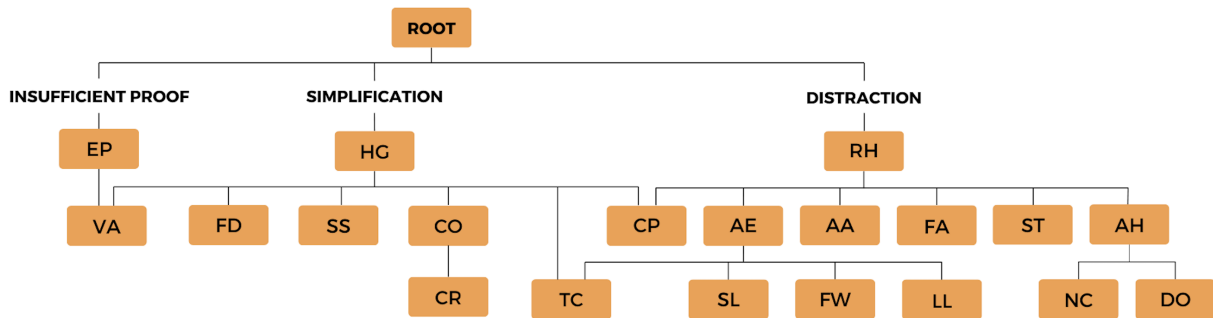 ROOT
INSUFFICIENT PROOF SIMPLIFICATION DISTRACTION
EP HG RH
VA FD SS CO CP AE AA FA ST AH
CR TC SL FW LL NC DO